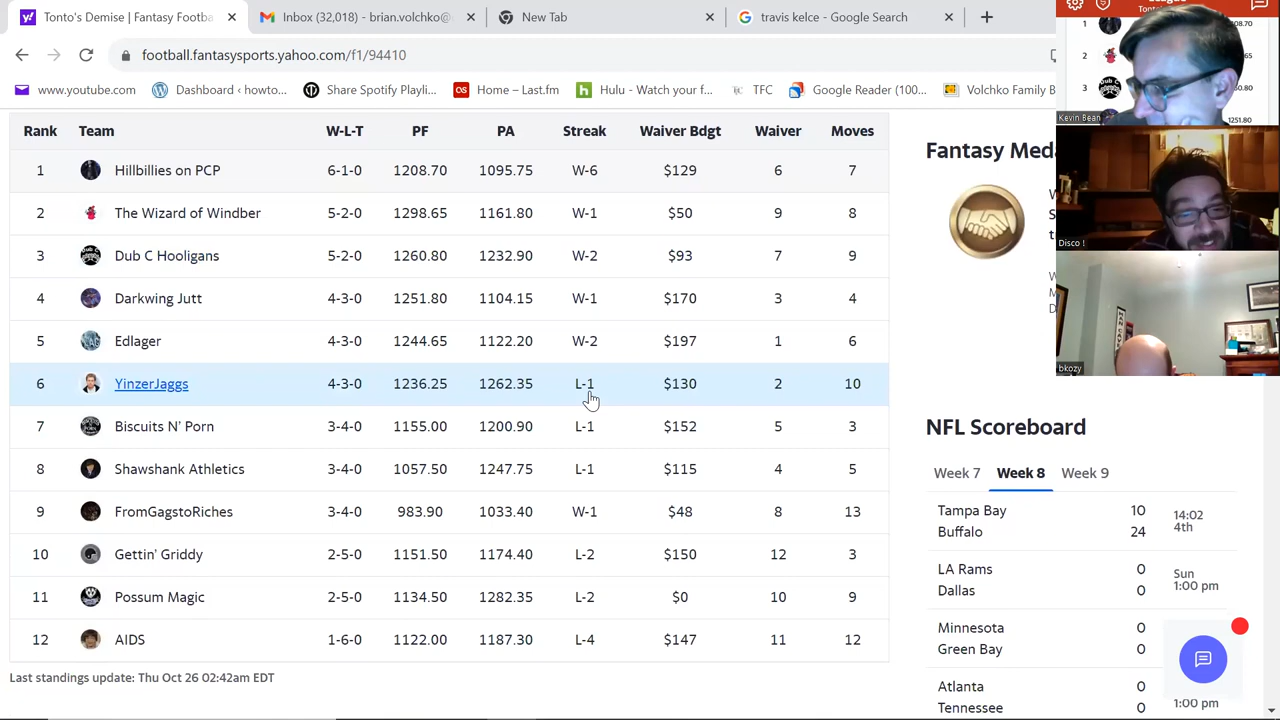 Tonto's Demise | Fantasy Footba
Inbox (32,018) - brian.volchko@
New Tab
travis kelce - Google Search
football.fantasysports.yahoo.com/f1/94410
www.youtube.com
Dashboard ‹ howto...
Share Spotify Playlis...
Home – Last.fm
Hulu - Watch your f...
TFC
Google Reader (100...
Volchko Family B
Rank Team W-L-T PF PA Streak Waiver Bdgt Waiver Moves
1 Hillbillies on PCP 6-1-0 1208.70 1095.75 W-6 $129 6 7
2 The Wizard of Windber 5-2-0 1298.65 1161.80 W-1 $50 9 8
3 Dub C Hooligans 5-2-0 1260.80 1232.90 W-2 $93 7 9
4 Darkwing Jutt 4-3-0 1251.80 1104.15 W-1 $170 3 4
5 Edlager 4-3-0 1244.65 1122.20 W-2 $197 1 6
6 YinzerJaggs 4-3-0 1236.25 1262.35 L-1 $130 2 10
7 Biscuits N' Porn 3-4-0 1155.00 1200.90 L-1 $152 5 3
8 Shawshank Athletics 3-4-0 1057.50 1247.75 L-1 $115 4 5
9 FromGagstoRiches 3-4-0 983.90 1033.40 W-1 $48 8 13
10 Gettin' Griddy 2-5-0 1151.50 1174.40 L-2 $150 12 3
11 Possum Magic 2-5-0 1134.50 1282.35 L-2 $0 10 9
12 AIDS 1-6-0 1122.00 1187.30 L-4 $147 11 12
Last standings update: Thu Oct 26 02:42am EDT
Fantasy Meda
NFL Scoreboard
Week 7 Week 8 Week 9
Tampa Bay 10
Buffalo 24
14:02
4th
LA Rams 0
Dallas 0
Sun
1:00 pm
Minnesota 0
Green Bay 0
Atlanta 0
Tennessee 0
1:00 pm
1
2
3
1251.80
Kevin Bean
Disco !
MAN CAVE
bkozy